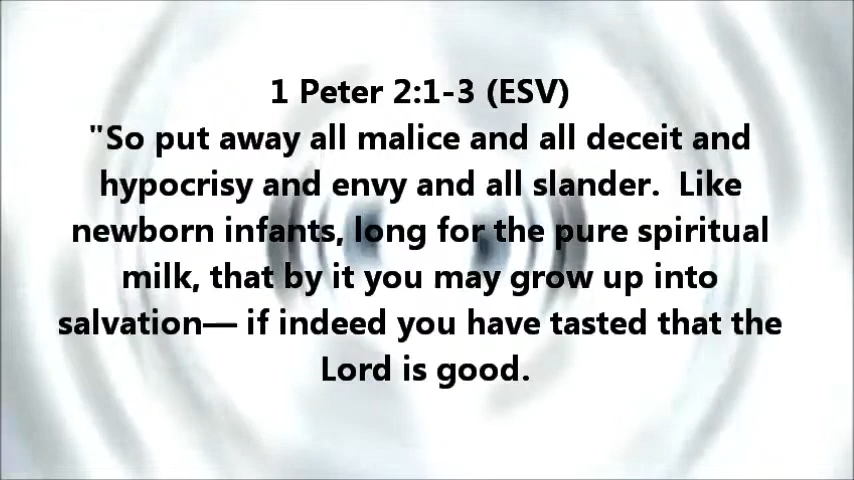 1 Peter 2:1-3 (ESV)
"So put away all malice and all deceit and
hypocrisy and envy and all slander.  Like
newborn infants, long for the pure spiritual
milk, that by it you may grow up into
salvation— if indeed you have tasted that the
Lord is good.